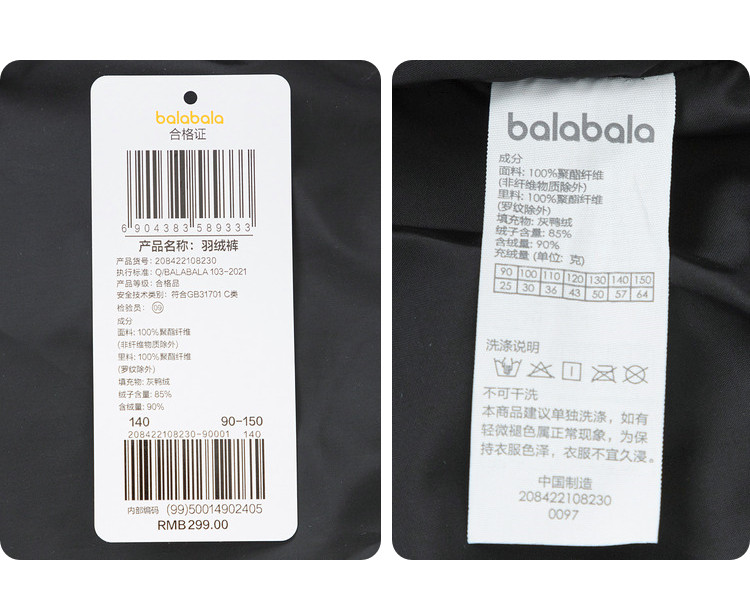 balabala
合格证
6 904383 589333
产品名称：羽绒裤
产品货号：208422108230
执行标准：Q/BALABALA 103-2021
产品等级：合格品
安全技术类别：符合GB31701 C类
检验员：09
成分
面料：100%聚酯纤维
(非纤维物质除外)
里料：100%聚酯纤维
(罗纹除外)
填充物：灰鸭绒
绒子含量：85%
含绒量：90%
140 90-150
208422108230-90001 140
内部编码 (99)50014902405
RMB299.00
balabala
成分
面料：100%聚酯纤维
(非纤维物质除外)
里料：100%聚酯纤维
(罗纹除外)
填充物：灰鸭绒
绒子含量：85%
含绒量：90%
充绒量 (单位：克)
90 100 110 120 130 140 150
25 30 36 43 50 57 64
洗涤说明
不可干洗
本商品建议单独洗涤，如有
轻微褪色属正常现象，为保
持衣服色泽，衣服不宜久浸。
中国制造
208422108230
0097